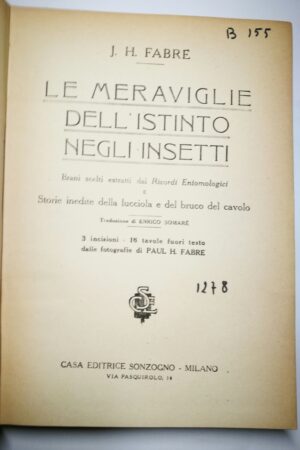 B 155
J. H. FABRE
LE MERAVIGLIE
DELL'ISTINTO
NEGLI INSETTI
Brani scelti estratti dai Ricordi Entomologici
e
Storie inedite della lucciola e del bruco del cavolo
Traduzione di ENRICO SOMARÉ
3 incisioni - 16 tavole fuori testo
dalle fotografie di PAUL H. FABRE
1278
CASA EDITRICE SONZOGNO - MILANO
VIA PASQUIROLO, 14